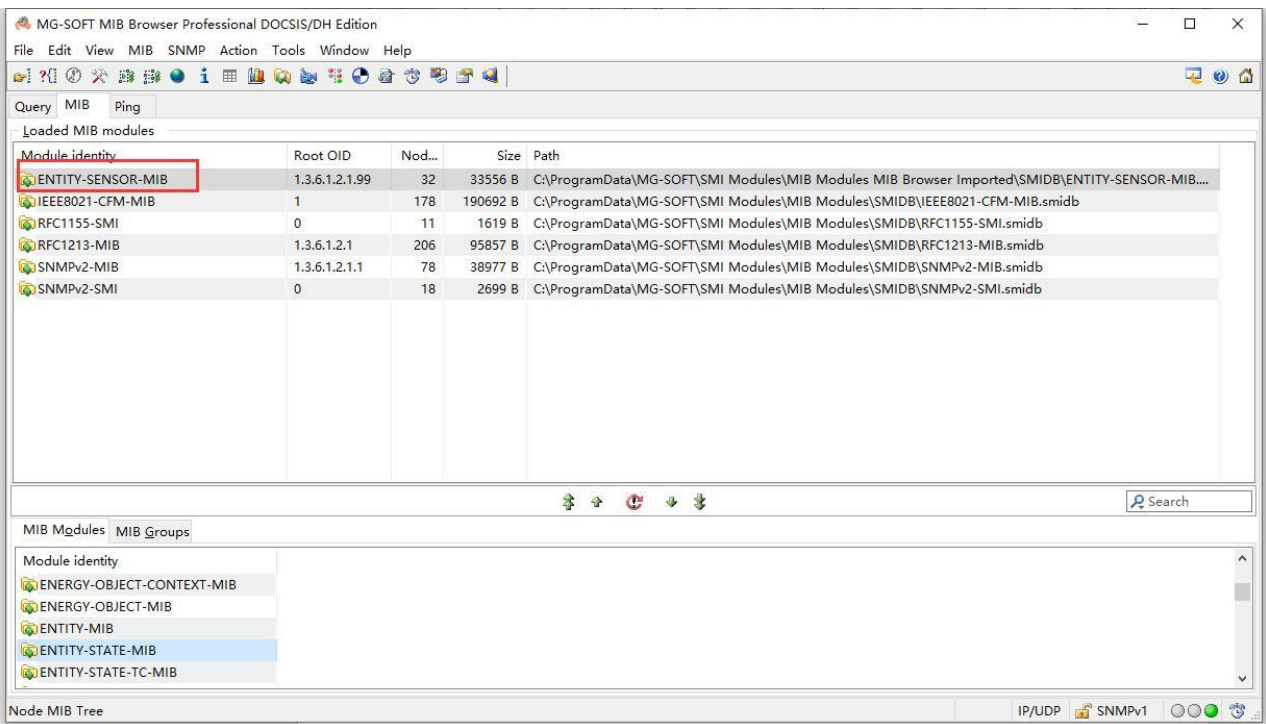 MG-SOFT MIB Browser Professional DOCSIS/DH Edition
File Edit View MIB SNMP Action Tools Window Help
Query MIB Ping
Loaded MIB modules
Module identity Root OID Nod... Size Path
ENTITY-SENSOR-MIB 1.3.6.1.2.1.99 32 33556 B C:\ProgramData\MG-SOFT\SMI Modules\MIB Modules MIB Browser Imported\SMIDB\ENTITY-SENSOR-MIB....
IEEE8021-CFM-MIB 1 178 190692 B C:\ProgramData\MG-SOFT\SMI Modules\MIB Modules\SMIDB\IEEE8021-CFM-MIB.smidb
RFC1155-SMI 0 11 1619 B C:\ProgramData\MG-SOFT\SMI Modules\MIB Modules\SMIDB\RFC1155-SMI.smidb
RFC1213-MIB 1.3.6.1.2.1 206 95857 B C:\ProgramData\MG-SOFT\SMI Modules\MIB Modules\SMIDB\RFC1213-MIB.smidb
SNMPv2-MIB 1.3.6.1.2.1.1 78 38977 B C:\ProgramData\MG-SOFT\SMI Modules\MIB Modules\SMIDB\SNMPv2-MIB.smidb
SNMPv2-SMI 0 18 2699 B C:\ProgramData\MG-SOFT\SMI Modules\MIB Modules\SMIDB\SNMPv2-SMI.smidb
Search
MIB Modules MIB Groups
Module identity
ENERGY-OBJECT-CONTEXT-MIB
ENERGY-OBJECT-MIB
ENTITY-MIB
ENTITY-STATE-MIB
ENTITY-STATE-TC-MIB
Node MIB Tree IP/UDP SNMPv1